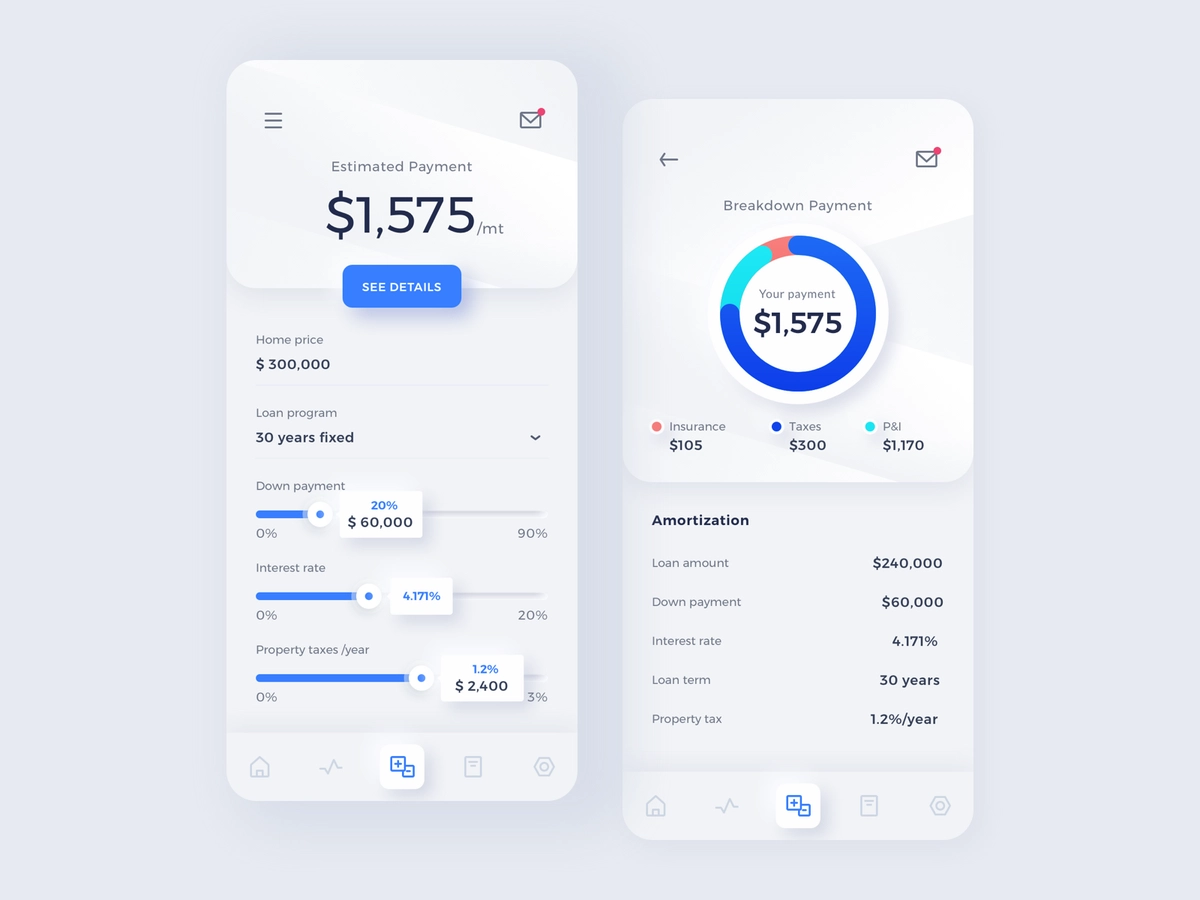 Estimated Payment
$1,575/mt
SEE DETAILS
Home price
$ 300,000
Loan program
30 years fixed
Down payment
20%
$ 60,000
0%
90%
Interest rate
4.171%
0%
20%
Property taxes /year
1.2%
$ 2,400
0%
3%
Breakdown Payment
Your payment
$1,575
Insurance
$105
Taxes
$300
P&I
$1,170
Amortization
Loan amount $240,000
Down payment $60,000
Interest rate 4.171%
Loan term 30 years
Property tax 1.2%/year